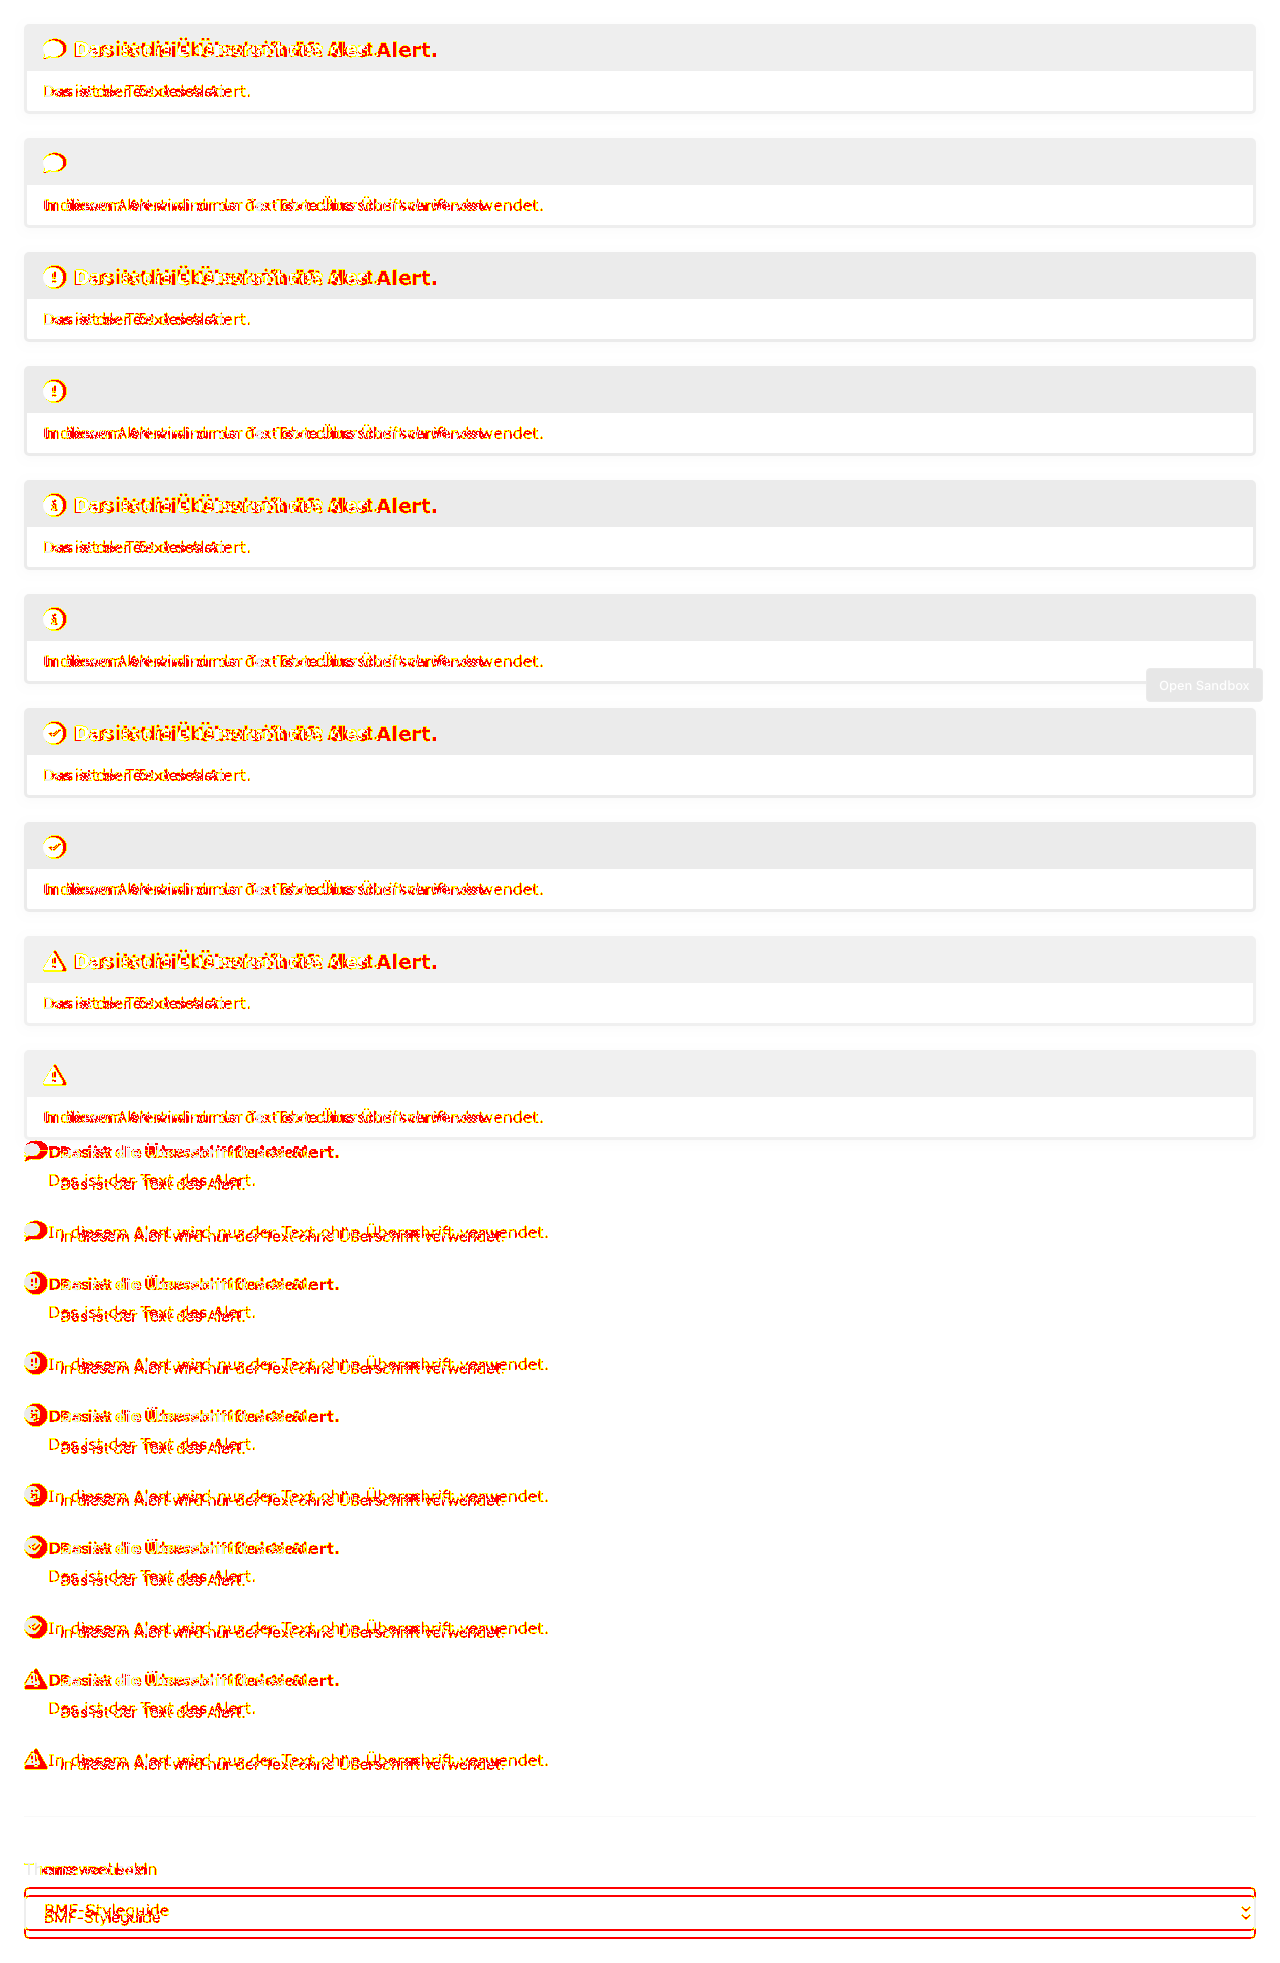 Das ist die Überschrift des Alert.
Das ist der Text des Alert.
In diesem Alert wird nur der Text ohne Überschrift verwendet.
Das ist die Überschrift des Alert.
Das ist der Text des Alert.
In diesem Alert wird nur der Text ohne Überschrift verwendet.
Das ist die Überschrift des Alert.
Das ist der Text des Alert.
In diesem Alert wird nur der Text ohne Überschrift verwendet.
Open Sandbox
Das ist die Überschrift des Alert.
Das ist der Text des Alert.
In diesem Alert wird nur der Text ohne Überschrift verwendet.
Das ist die Überschrift des Alert.
Das ist der Text des Alert.
In diesem Alert wird nur der Text ohne Überschrift verwendet.
Das ist die Überschrift des Alert.
Das ist der Text des Alert.
In diesem Alert wird nur der Text ohne Überschrift verwendet.
Das ist die Überschrift des Alert.
Das ist der Text des Alert.
In diesem Alert wird nur der Text ohne Überschrift verwendet.
Das ist die Überschrift des Alert.
Das ist der Text des Alert.
In diesem Alert wird nur der Text ohne Überschrift verwendet.
Das ist die Überschrift des Alert.
Das ist der Text des Alert.
In diesem Alert wird nur der Text ohne Überschrift verwendet.
Das ist die Überschrift des Alert.
Das ist der Text des Alert.
In diesem Alert wird nur der Text ohne Überschrift verwendet.
BMF-Styleguide